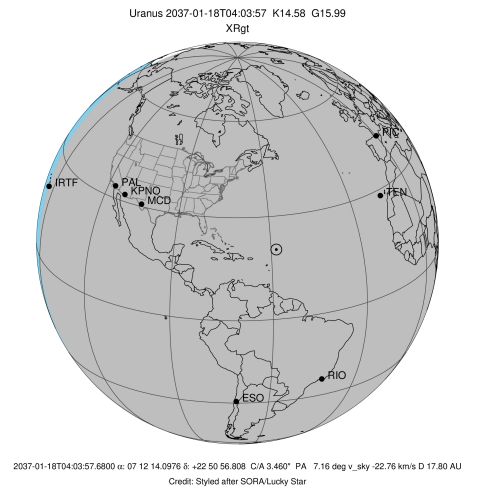 Uranus 2037-01-18T04:03:57 K14.58 G15.99
XRgt
PIC
IRTF
PAL
KPNO
MCD
TEN
RIO
ESO
2037-01-18T04:03:57.6800 α: 07 12 14.0976 δ: +22 50 56.808 C/A 3.460" PA 7.16 deg v_sky -22.76 km/s D 17.80 AU
Credit: Styled after SORA/Lucky Star